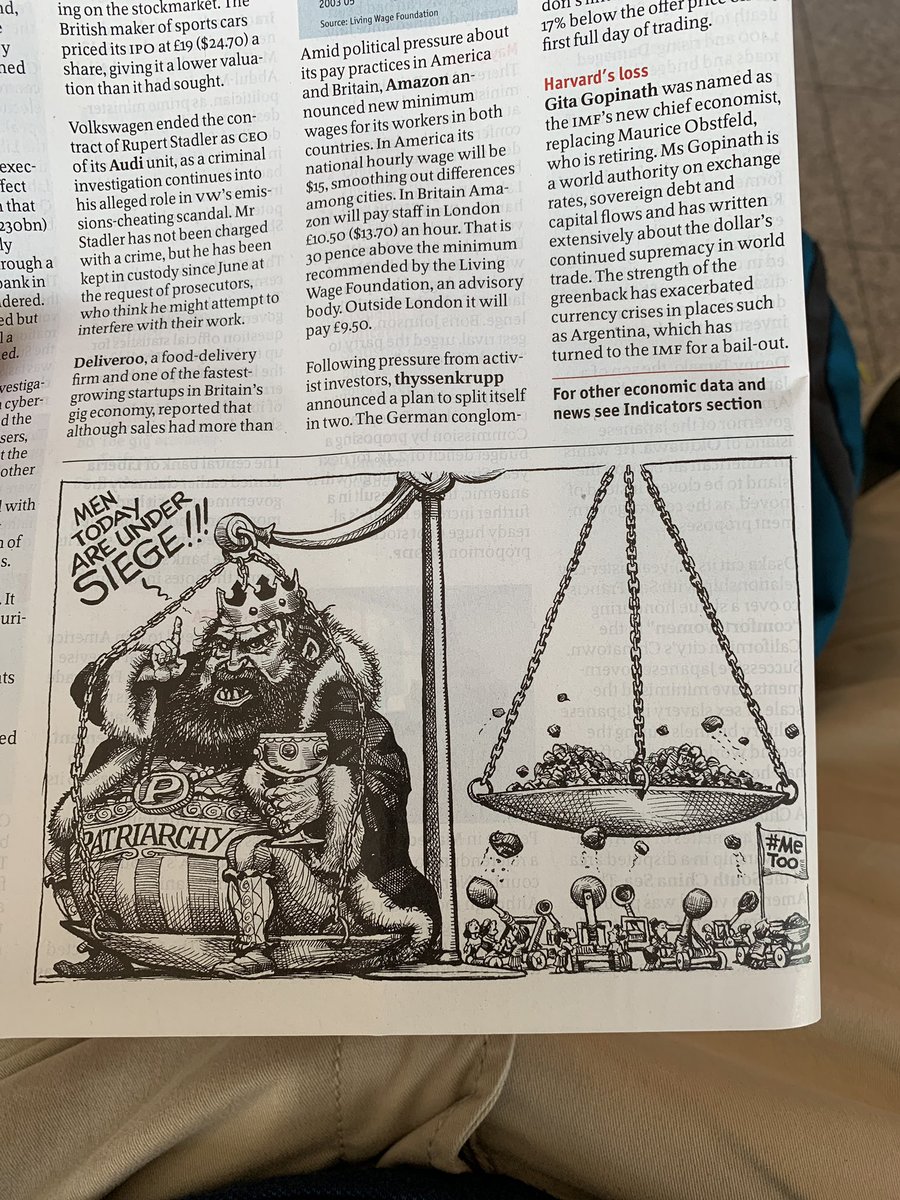 ing on the stockmarket. The
British maker of sports cars
priced its IPO at £19 ($24.70) a
share, giving it a lower valua-
tion than it had sought.
Volkswagen ended the con-
tract of Rupert Stadler as CEO
of its Audi unit, as a criminal
investigation continues into
his alleged role in VW's emis-
sions-cheating scandal. Mr
Stadler has not been charged
with a crime, but he has been
kept in custody since June at
the request of prosecutors,
who think he might attempt to
interfere with their work.
Deliveroo, a food-delivery
firm and one of the fastest-
growing startups in Britain's
gig economy, reported that
although sales had more than
Source: Living Wage Foundation
Amid political pressure about
its pay practices in America
and Britain, Amazon an-
nounced new minimum
wages for its workers in both
countries. In America its
national hourly wage will be
$15, smoothing out differences
among cities. In Britain Ama-
zon will pay staff in London
£10.50 ($13.70) an hour. That is
30 pence above the minimum
recommended by the Living
Wage Foundation, an advisory
body. Outside London it will
pay £9.50.
Following pressure from activ-
ist investors, thyssenkrupp
announced a plan to split itself
in two. The German conglom-
17% below the offer price
first full day of trading.
Harvard's loss
Gita Gopinath was named as
the IMF's new chief economist,
replacing Maurice Obstfeld,
who is retiring. Ms Gopinath is
a world authority on exchange
rates, sovereign debt and
capital flows and has written
extensively about the dollar's
continued supremacy in world
trade. The strength of the
greenback has exacerbated
currency crises in places such
as Argentina, which has
turned to the IMF for a bail-out.
For other economic data and
news see Indicators section
MEN
TODAY
ARE UNDER
SIEGE!!!
P
PATRIARCHY
#Me
Too